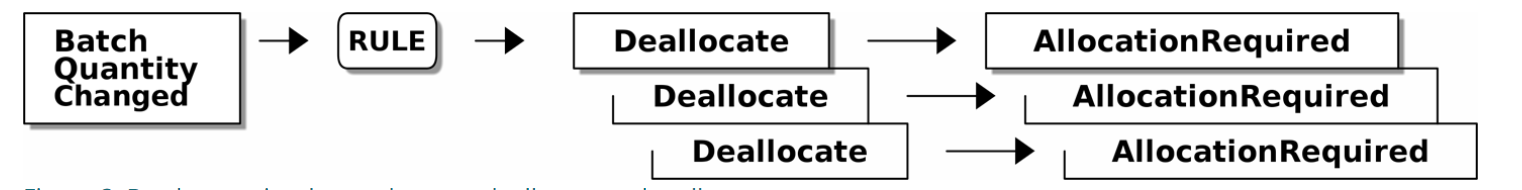 Batch
Quantity
Changed
RULE
Deallocate
AllocationRequired
Deallocate
AllocationRequired
Deallocate
AllocationRequired